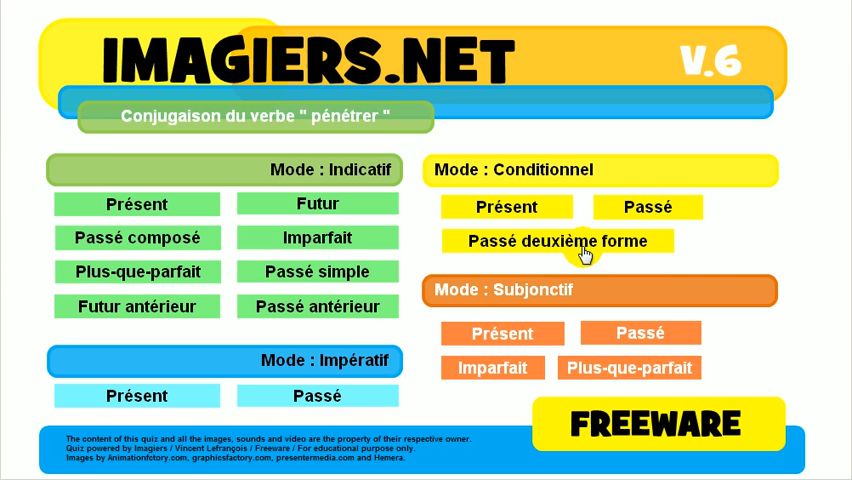 IMAGIERS.NET
V.6
Conjugaison du verbe " pénétrer "
Mode : Indicatif
Présent
Futur
Passé composé
Imparfait
Plus-que-parfait
Passé simple
Futur antérieur
Passé antérieur
Mode : Impératif
Présent
Passé
Mode : Conditionnel
Présent
Passé
Passé deuxième forme
Mode : Subjonctif
Présent
Passé
Imparfait
Plus-que-parfait
FREEWARE
The content of this quiz and all the images, sounds and video are the property of their respective owner.
Quiz powered by Imagiers / Vincent Lefrançois / Freeware / For educational purpose only.
Images by Animationfctory.com, graphicsfactory.com, presentermedia.com and Hemera.